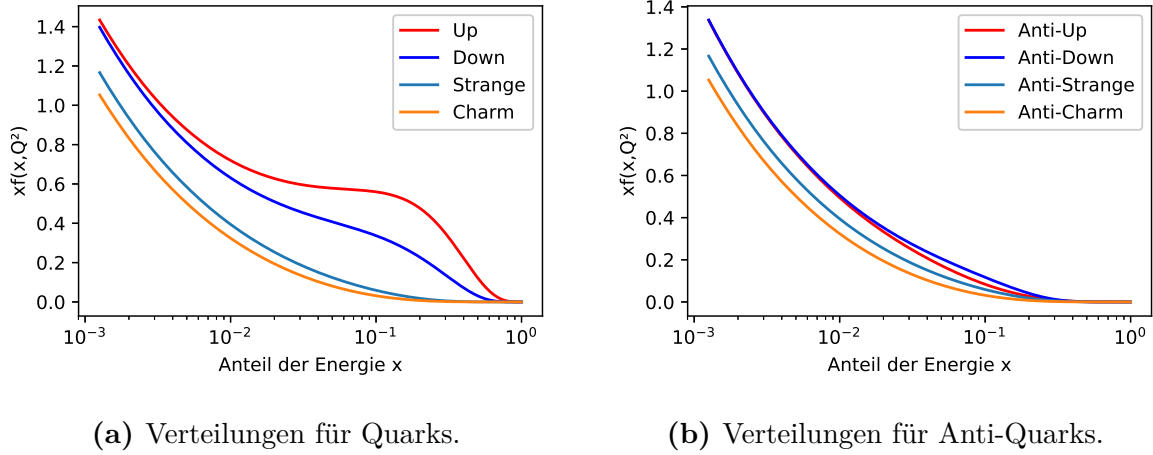 1.4
1.2
1.0
0.8
0.6
0.4
0.2
0.0
xf(x,Q²)
Up
Down
Strange
Charm
10⁻³
10⁻²
10⁻¹
10⁰
Anteil der Energie x
(a) Verteilungen für Quarks.
1.4
1.2
1.0
0.8
0.6
0.4
0.2
0.0
xf(x,Q²)
Anti-Up
Anti-Down
Anti-Strange
Anti-Charm
10⁻³
10⁻²
10⁻¹
10⁰
Anteil der Energie x
(b) Verteilungen für Anti-Quarks.